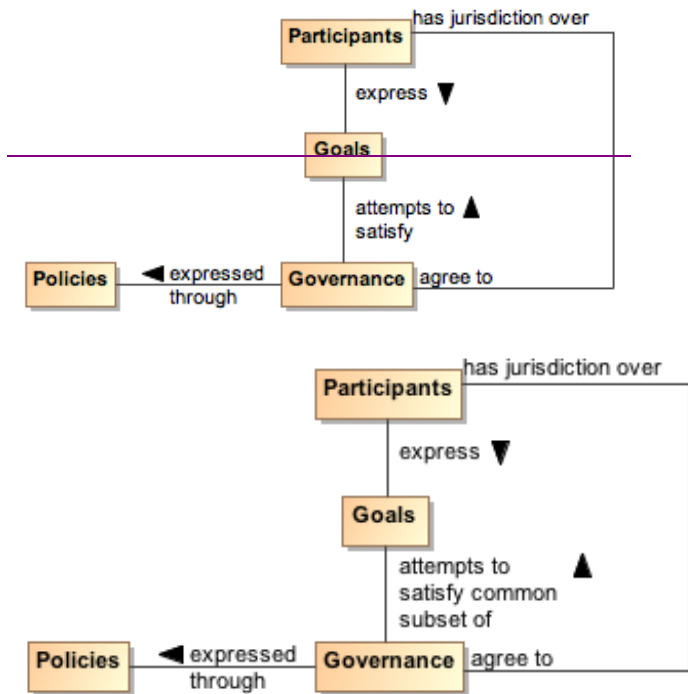 has jurisdiction over
Participants
express
Goals
attempts to
satisfy
Policies
expressed
through
Governance
agree to
has jurisdiction over
Participants
express
Goals
attempts to
satisfy common
subset of
Policies
expressed
through
Governance
agree to